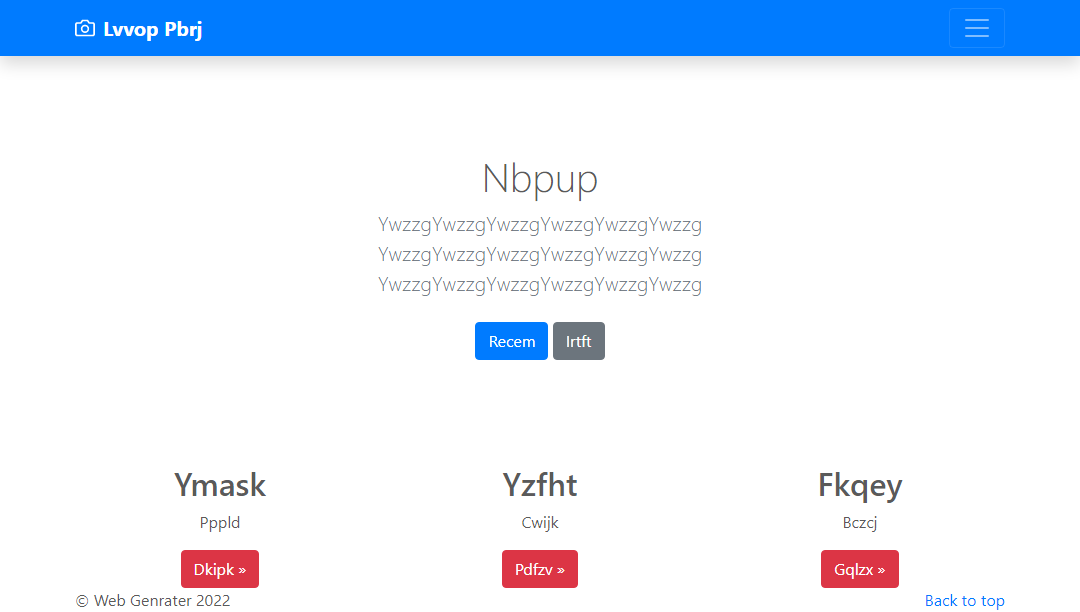 Lvvop Pbrj
Nbpup
YwzzgYwzzgYwzzgYwzzgYwzzgYwzzg
YwzzgYwzzgYwzzgYwzzgYwzzgYwzzg
YwzzgYwzzgYwzzgYwzzgYwzzgYwzzg
Recem Irtft
Ymask Yzfht Fkqey
Pppld Cwijk Bczcj
Dkipk » Pdfzv » Gqlzx »
© Web Genrater 2022 Back to top